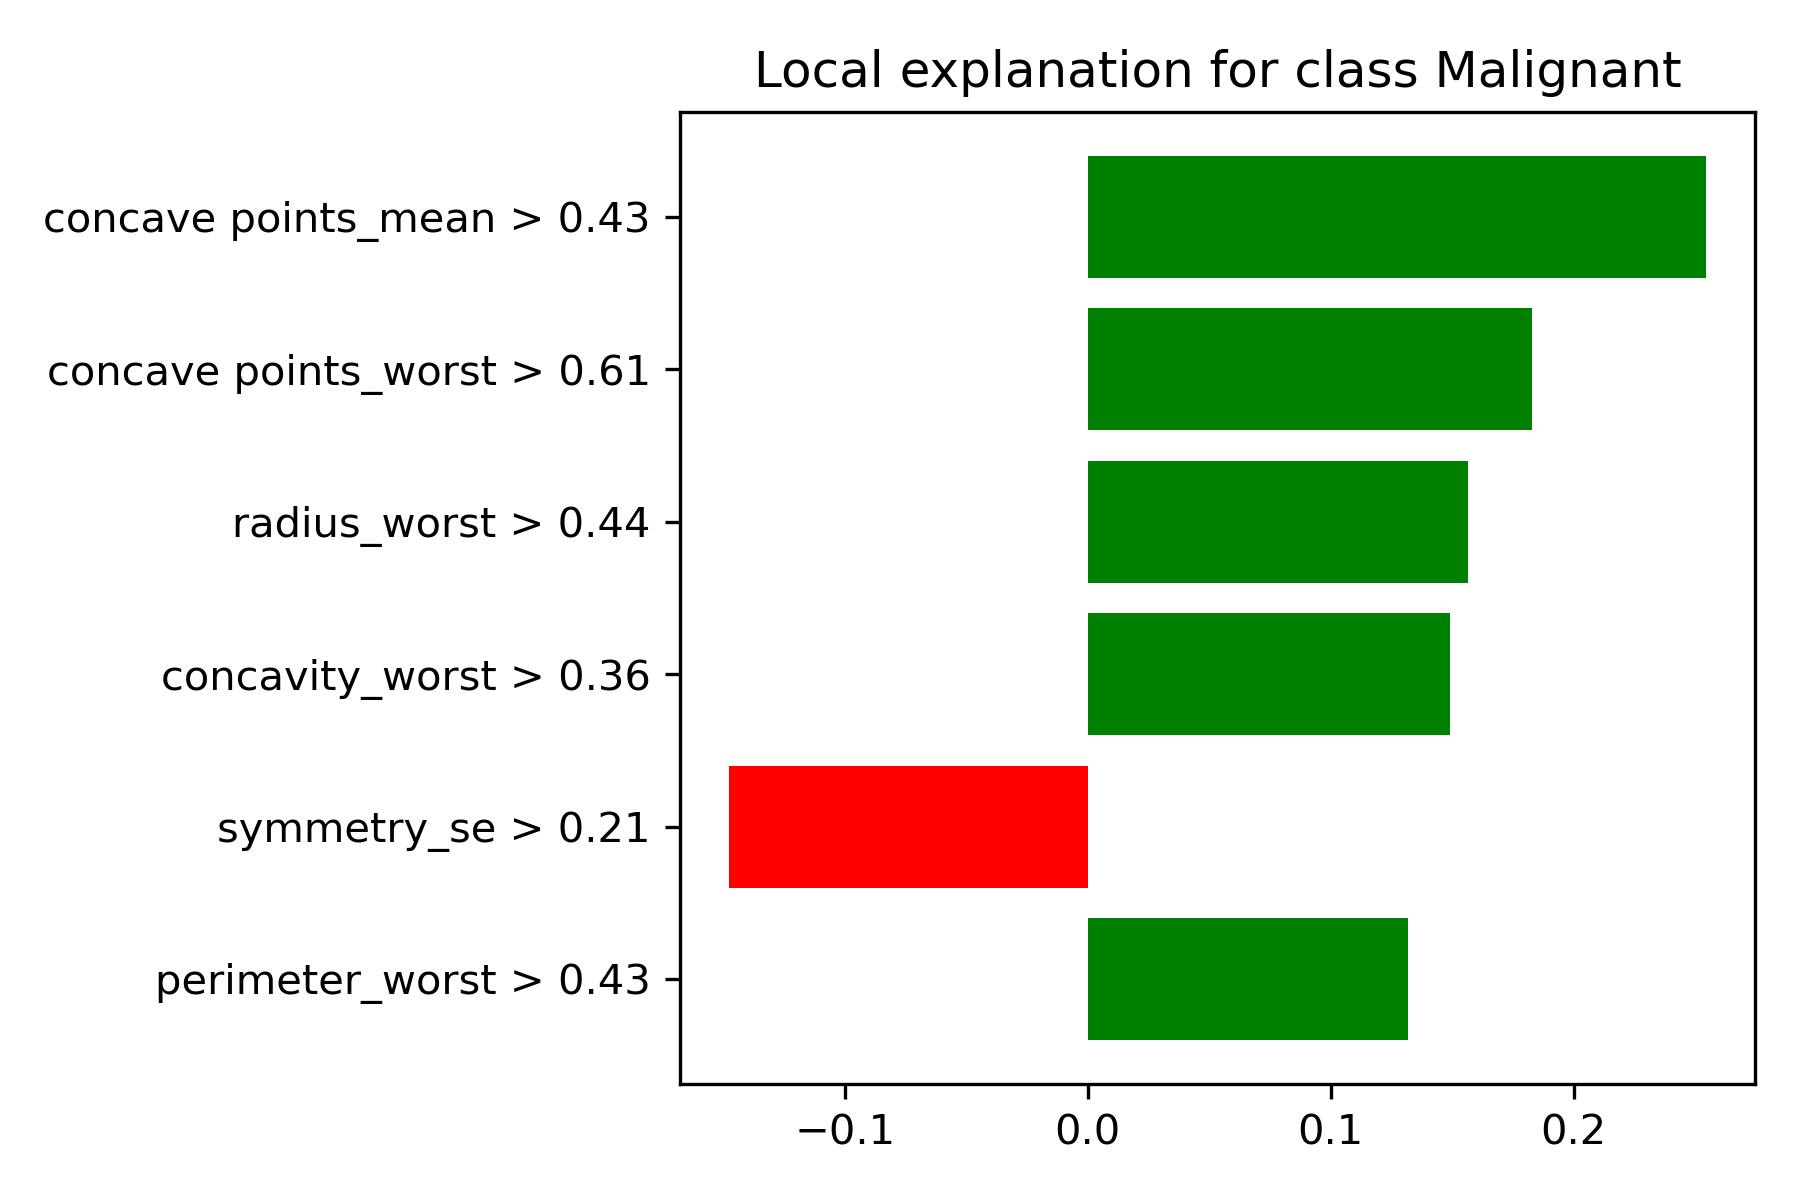 Local explanation for class Malignant
concave points_mean > 0.43
concave points_worst > 0.61
radius_worst > 0.44
concavity_worst > 0.36
symmetry_se > 0.21
perimeter_worst > 0.43
−0.1 0.0 0.1 0.2